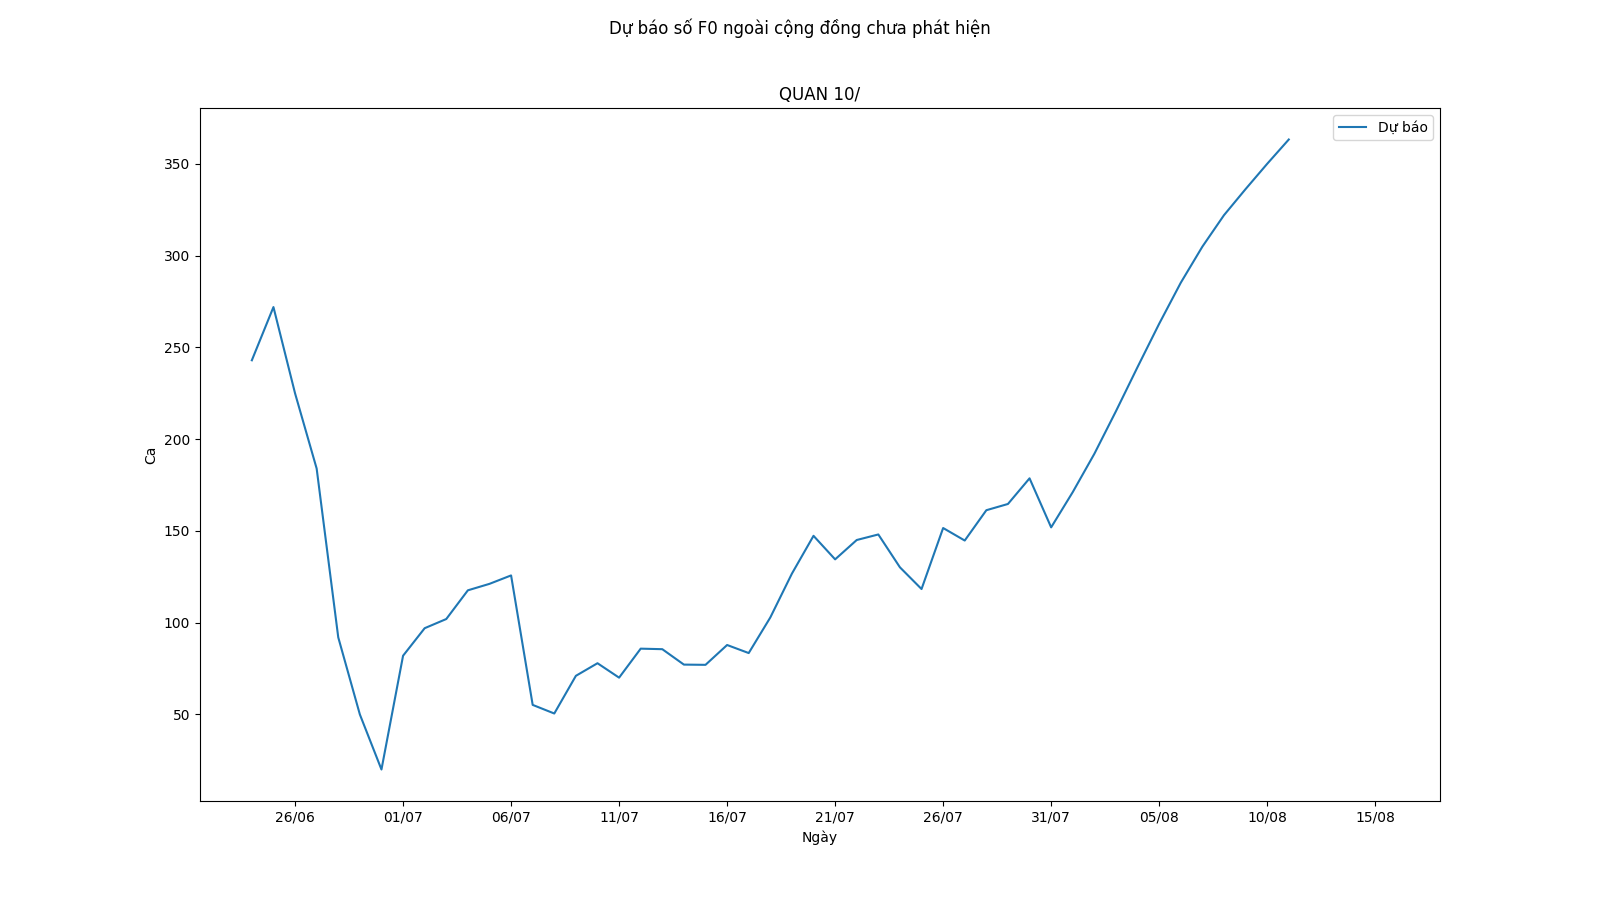 Dự báo số F0 ngoài cộng đồng chưa phát hiện
QUAN 10/
Dự báo
350
300
250
200
150
100
50
Ca
26/06 01/07 06/07 11/07 16/07 21/07 26/07 31/07 05/08 10/08 15/08
Ngày